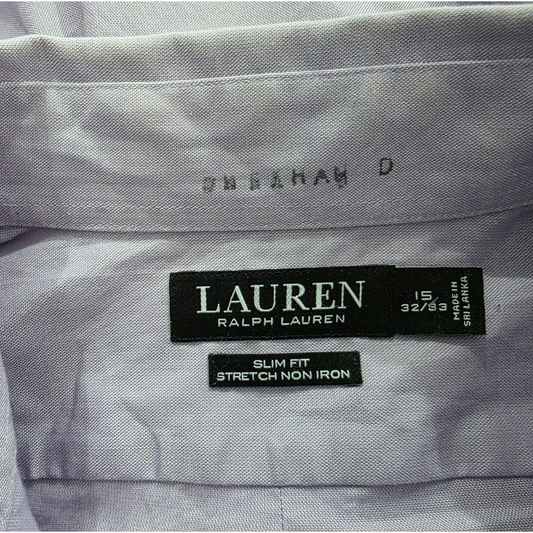 D
LAUREN
RALPH LAUREN
15
32/33
MADE IN
SRI LANKA
SLIM FIT
STRETCH NON IRON